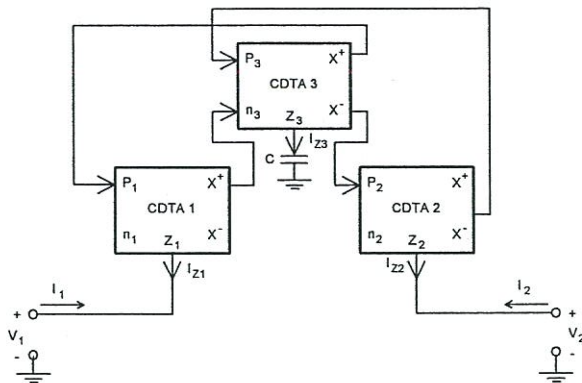 P3 X+
CDTA 3
n3 Z3 X-
IZ3
C
P1 X+
CDTA 1
n1 Z1 X-
IZ1
P2 X+
CDTA 2
n2 Z2 X-
IZ2
I1
+
V1
-
I2
+
V2
-